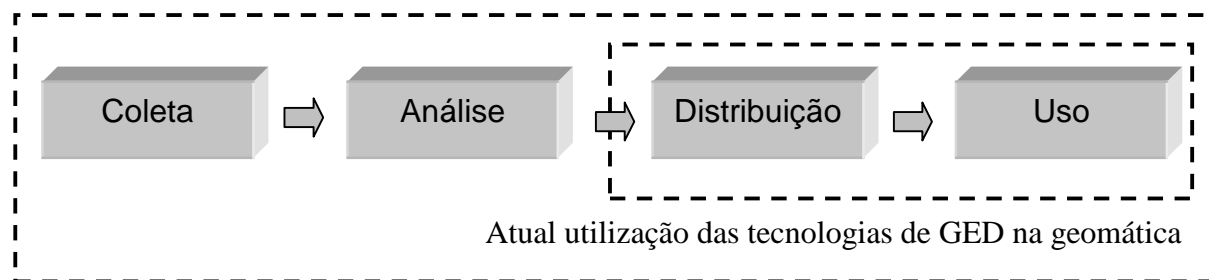 Coleta Análise Distribuição Uso
Atual utilização das tecnologias de GED na geomática